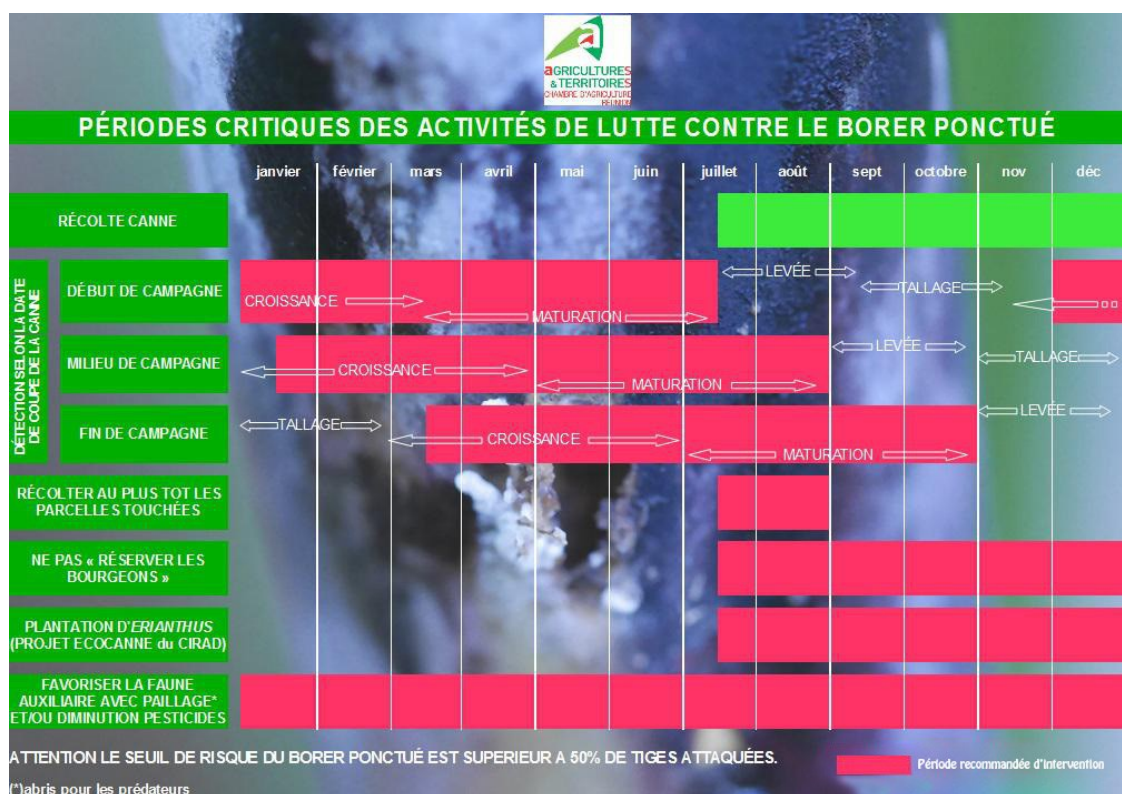 aGRICULTURES
& TERRITOIRES
CHAMBRE D'AGRICULTURE
RÉUNION
PÉRIODES CRITIQUES DES ACTIVITÉS DE LUTTE CONTRE LE BORER PONCTUÉ
janvier février mars avril mai juin juillet août sept octobre nov déc
RÉCOLTE CANNE
DÉTECTION SELON LA DATE
DE COUPE DE LA CANNE
DÉBUT DE CAMPAGNE
CROISSANCE
MATURATION
LEVÉE
TALLAGE
MILIEU DE CAMPAGNE
CROISSANCE
MATURATION
LEVÉE
TALLAGE
FIN DE CAMPAGNE
TALLAGE
CROISSANCE
MATURATION
LEVÉE
RÉCOLTER AU PLUS TOT LES
PARCELLES TOUCHÉES
NE PAS « RÉSERVER LES
BOURGEONS »
PLANTATION D'ERIANTHUS
(PROJET ECOCANNE du CIRAD)
FAVORISER LA FAUNE
AUXILIAIRE AVEC PAILLAGE*
ET/OU DIMINUTION PESTICIDES
ATTENTION LE SEUIL DE RISQUE DU BORER PONCTUÉ EST SUPERIEUR A 50% DE TIGES ATTAQUÉES.
Période recommandée d'intervention
(*)abris pour les prédateurs